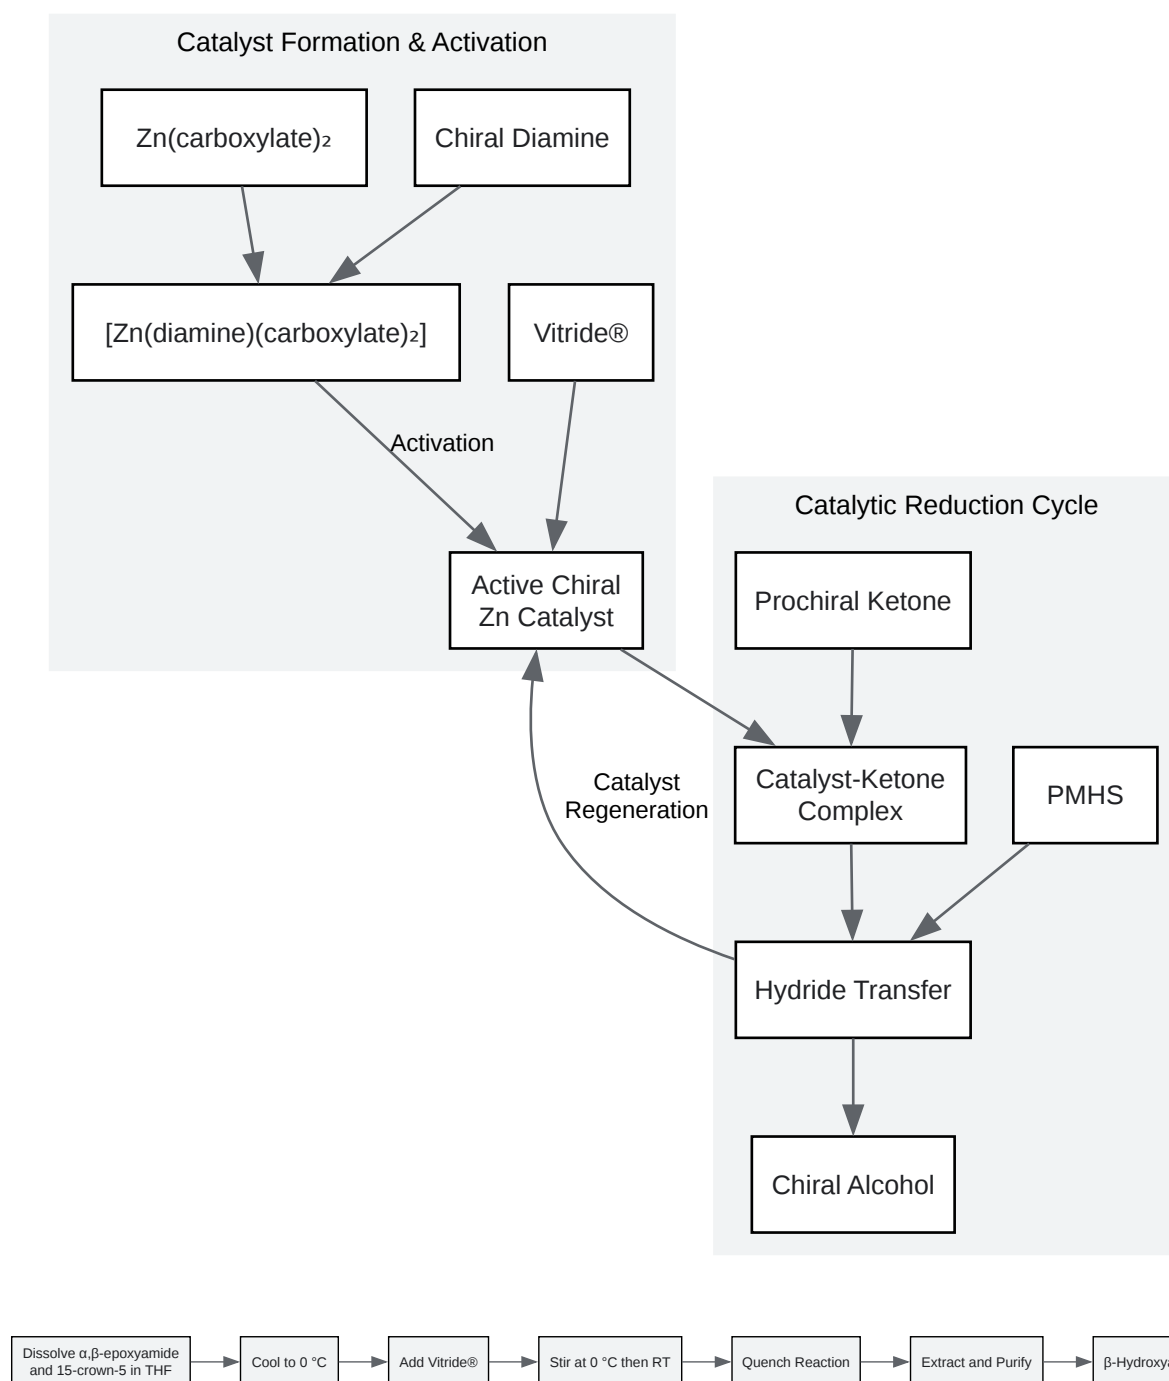 Catalyst Formation & Activation
Zn(carboxylate)₂
Chiral Diamine
[Zn(diamine)(carboxylate)₂]
Vitride®
Activation
Active Chiral
Zn Catalyst
Catalytic Reduction Cycle
Prochiral Ketone
Catalyst
Regeneration
Catalyst-Ketone
Complex
PMHS
Hydride Transfer
Chiral Alcohol
Dissolve α,β-epoxyamide
and 15-crown-5 in THF
Cool to 0 °C
Add Vitride®
Stir at 0 °C then RT
Quench Reaction
Extract and Purify